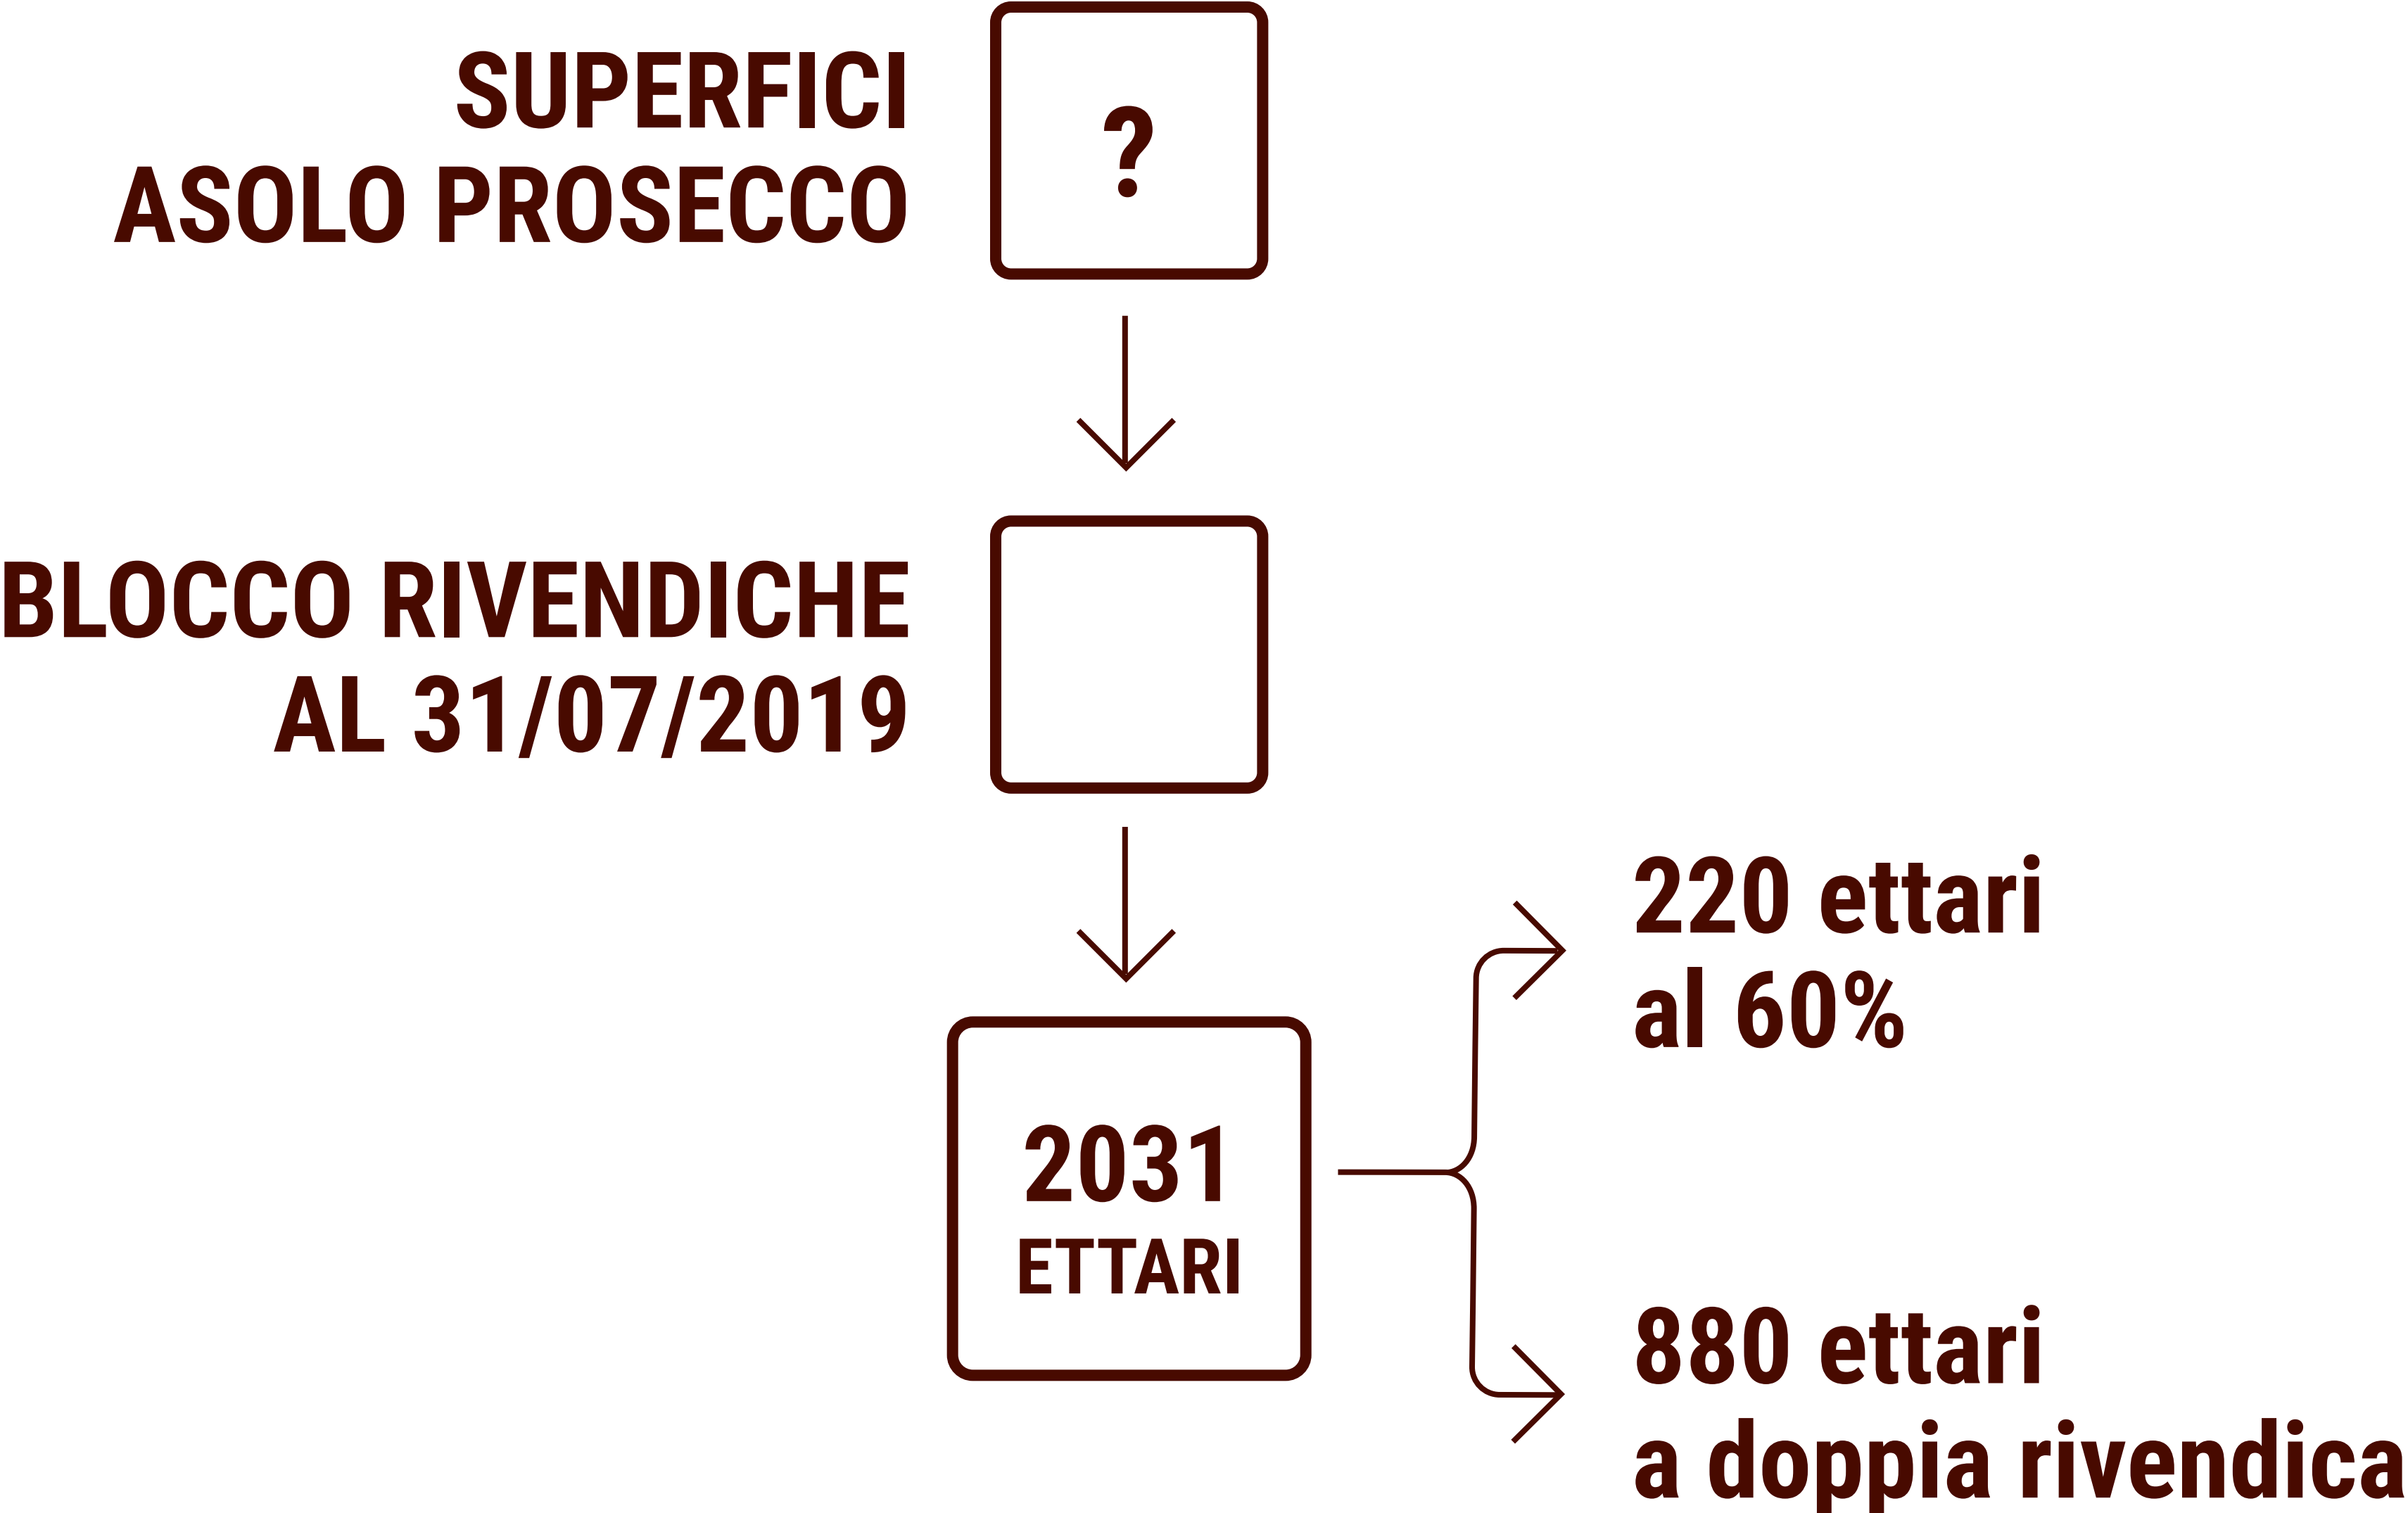 SUPERFICI
ASOLO PROSECCO
?
BLOCCO RIVENDICHE
AL 31/07/2019
2031
ETTARI
220 ettari
al 60%
880 ettari
a doppia rivendica